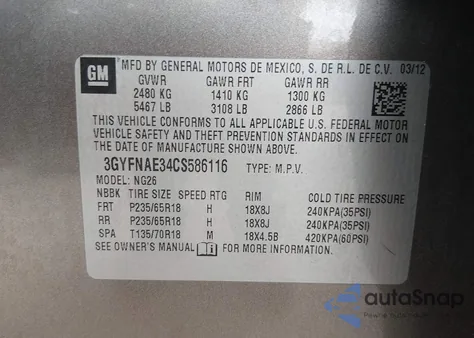 GM
MFD BY GENERAL MOTORS DE MEXICO, S. DE R.L. DE C.V. 03/12
GVWR GAWR FRT GAWR RR
2480 KG 1410 KG 1300 KG
5467 LB 3108 LB 2866 LB
THIS VEHICLE CONFORMS TO ALL APPLICABLE U.S. FEDERAL MOTOR
VEHICLE SAFETY AND THEFT PREVENTION STANDARDS IN EFFECT ON
THE DATE OF MANUFACTURE SHOWN ABOVE.
3GYFNAE34CS586116 TYPE: M.P.V.
MODEL: NG26
NBBK TIRE SIZE SPEED RTG RIM COLD TIRE PRESSURE
FRT P235/65R18 H 18X8J 240KPA(35PSI)
RR P235/65R18 H 18X8J 240KPA(35PSI)
SPA T135/70R18 M 18X4.5B 420KPA(60PSI)
SEE OWNER'S MANUAL FOR MORE INFORMATION.
autoSnap